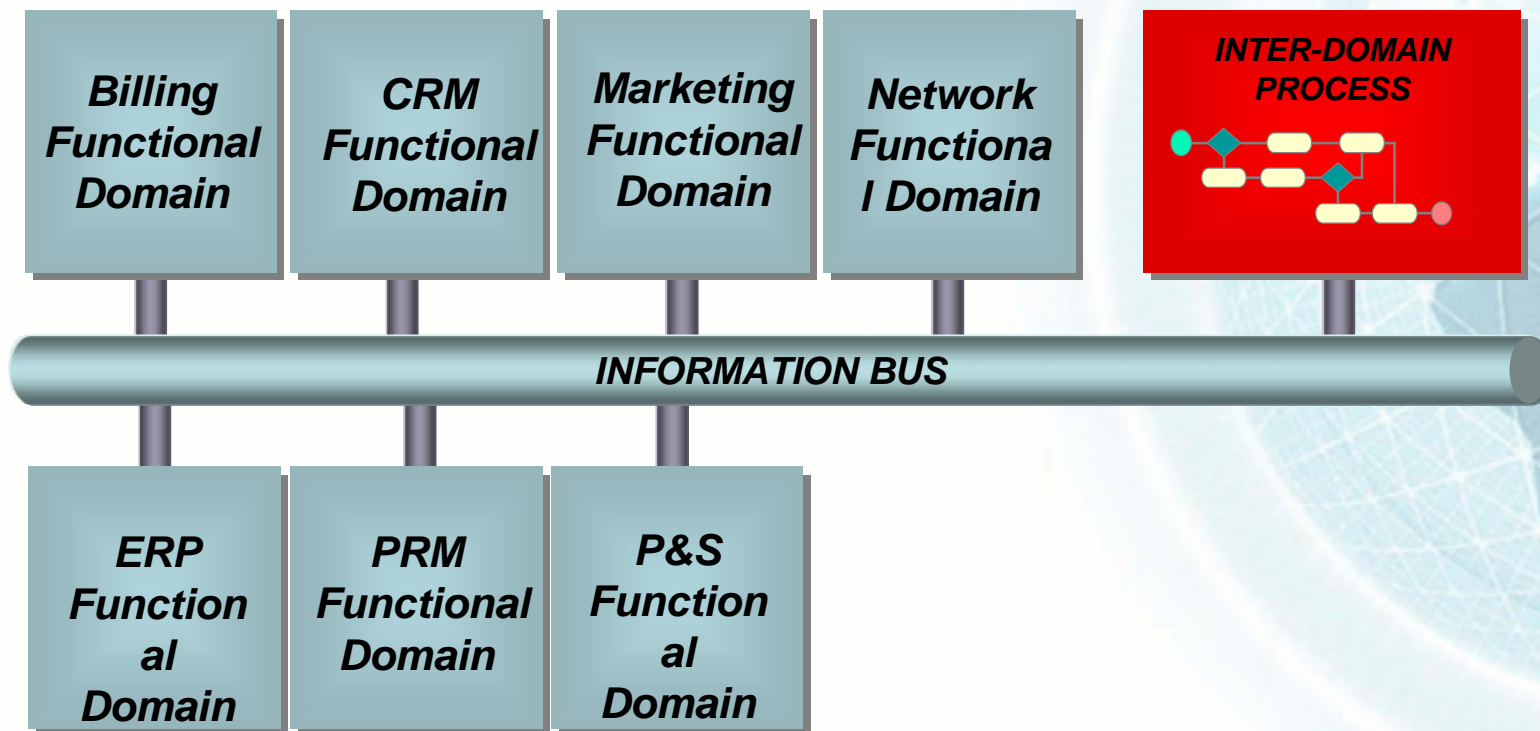 Billing
Functional
Domain
CRM
Functional
Domain
Marketing
Functional
Domain
Network
Functiona
l Domain
INTER-DOMAIN
PROCESS
INFORMATION BUS
ERP
Function
al
Domain
PRM
Functional
Domain
P&S
Function
al
Domain